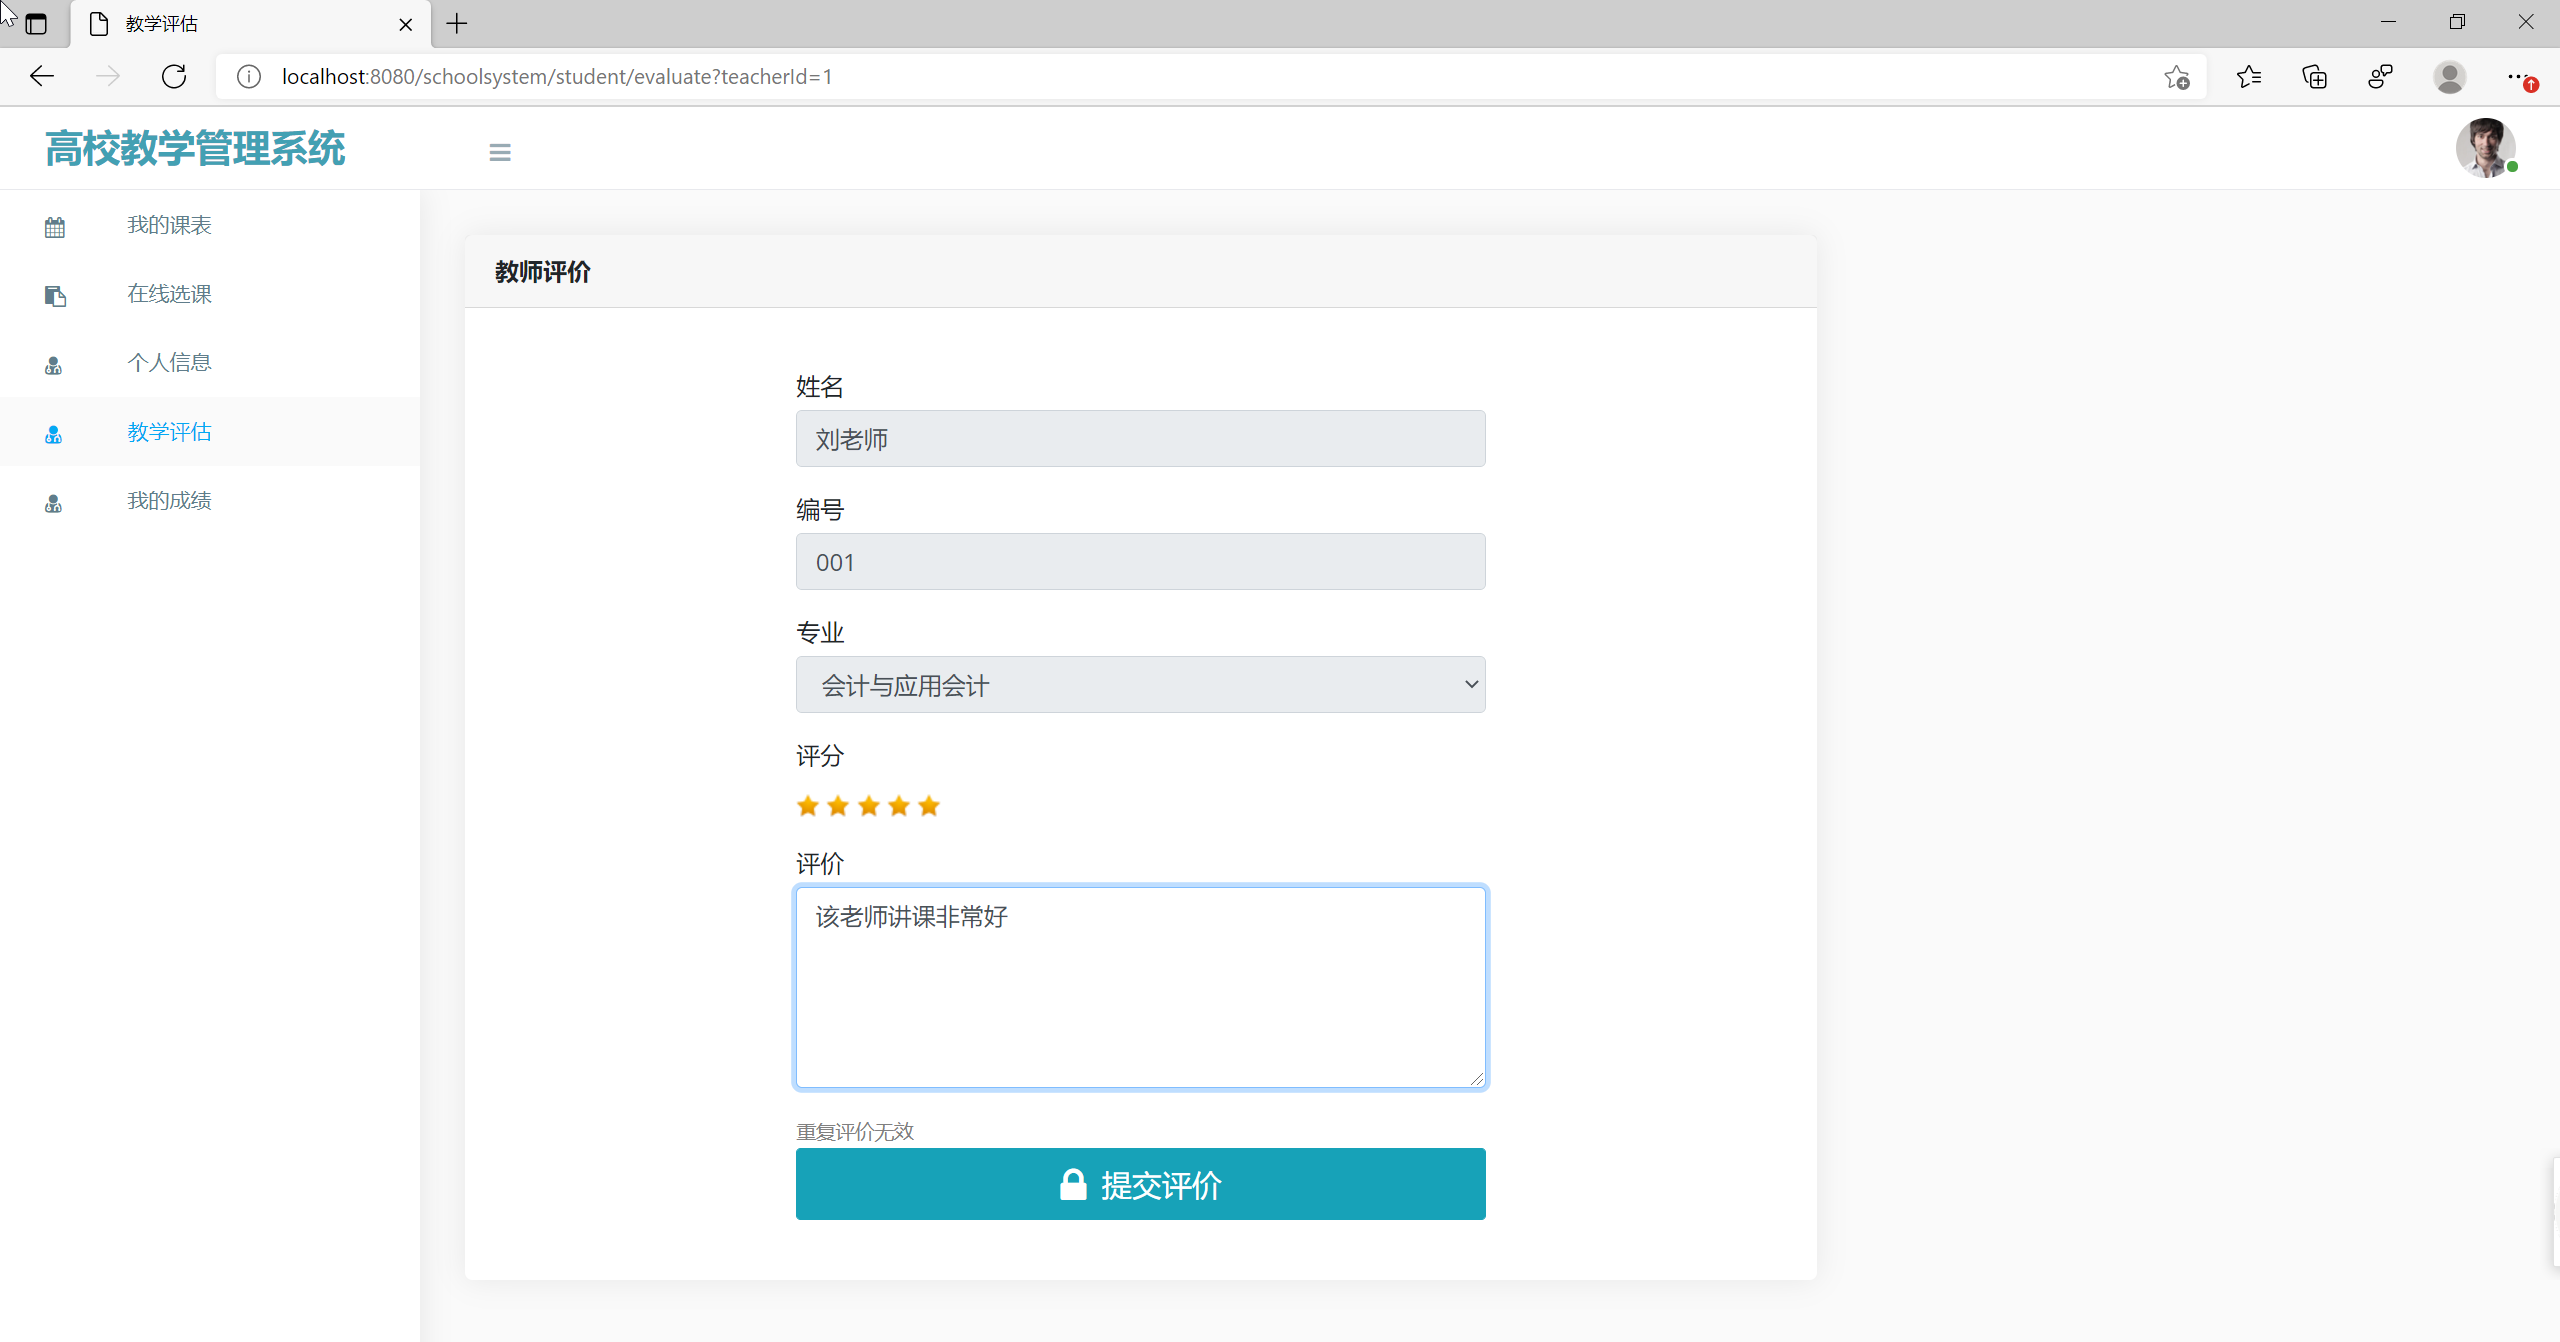 教学评估
localhost:8080/schoolsystem/student/evaluate?teacherId=1
高校教学管理系统
我的课表
在线选课
个人信息
教学评估
我的成绩
教师评价
姓名
刘老师
编号
001
专业
会计与应用会计
评分
评价
该老师讲课非常好
重复评价无效
提交评价